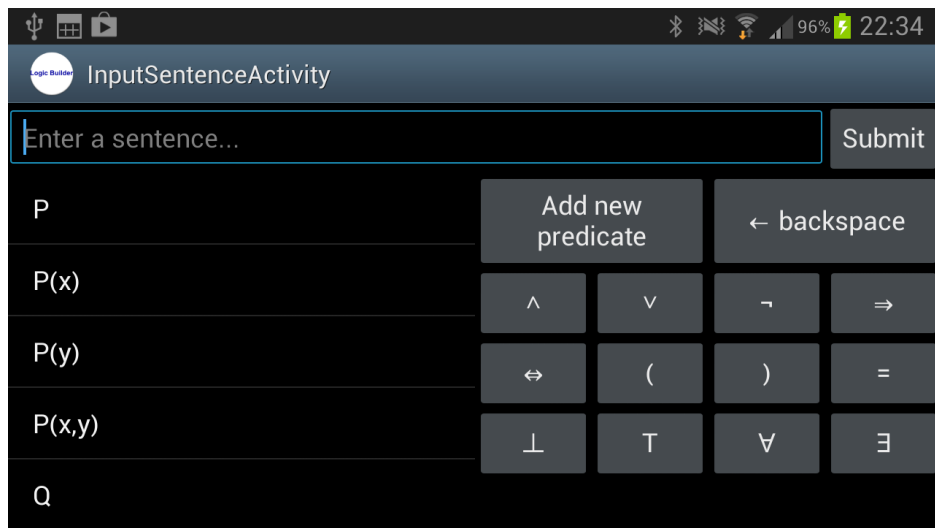 96% 22:34
Logic Builder InputSentenceActivity
Enter a sentence... Submit
P
P(x)
P(y)
P(x,y)
Q
Add new
predicate
← backspace
∧ ∨ ¬ ⇒
⇔ ( ) =
⊥ T ∀ ∃